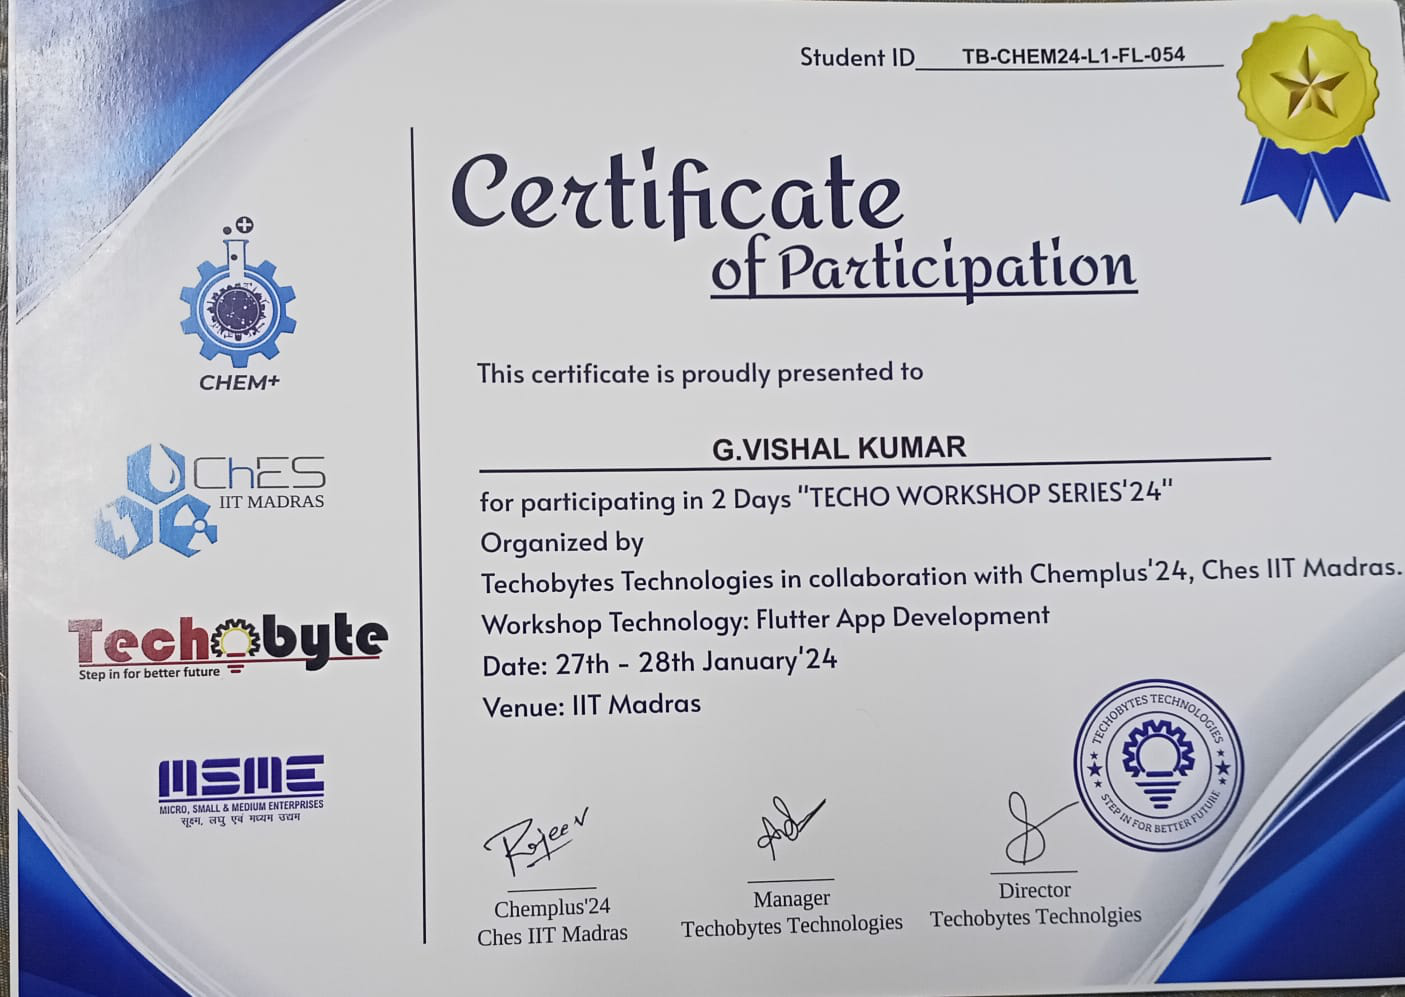 Student ID TB-CHEM24-L1-FL-054
Certificate
of Participation
This certificate is proudly presented to
G.VISHAL KUMAR
for participating in 2 Days "TECHO WORKSHOP SERIES'24"
Organized by
Techobytes Technologies in collaboration with Chemplus'24, Ches IIT Madras.
Workshop Technology: Flutter App Development
Date: 27th - 28th January'24
Venue: IIT Madras
CHEM+
ChES
IIT MADRAS
Techobyte
Step in for better future
MSME
MICRO, SMALL & MEDIUM ENTERPRISES
सूक्ष्म, लघु एवं मध्यम उद्यम
TECHOBYTES TECHNOLOGIES
STEP IN FOR BETTER FUTURE
Rajeev
Chemplus'24
Ches IIT Madras
Manager
Techobytes Technologies
Director
Techobytes Technolgies